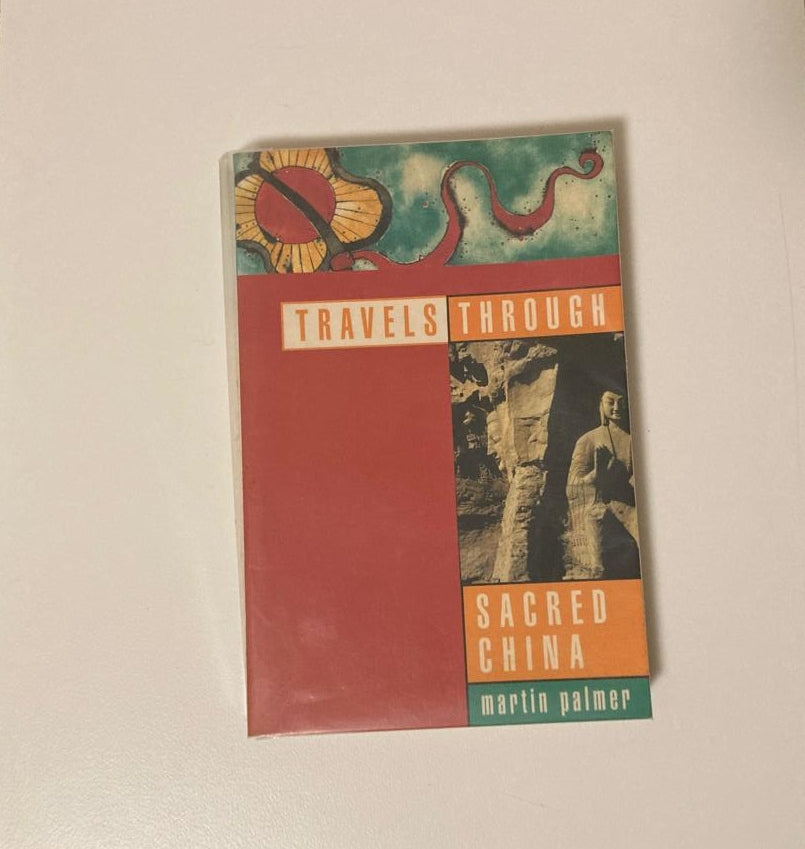 TRAVELS THROUGH
SACRED
CHINA
martin palmer